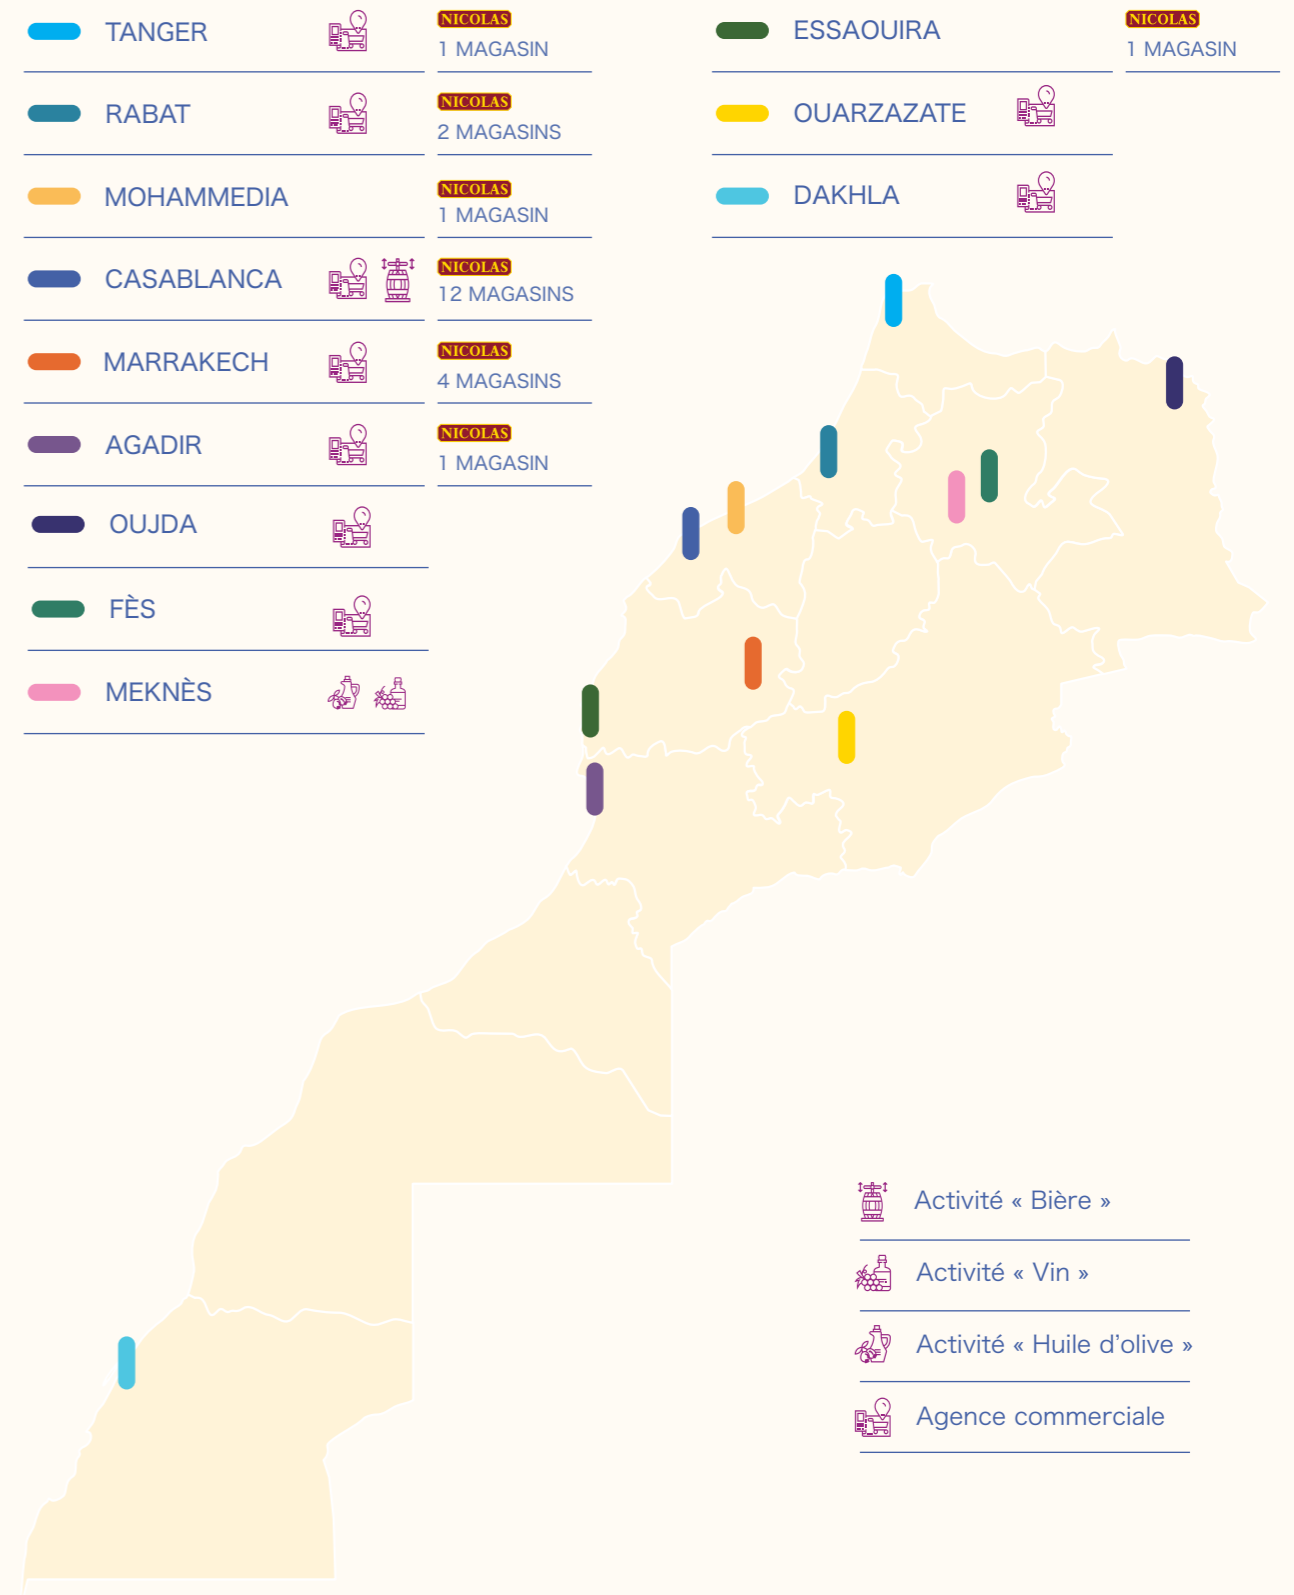 TANGER
NICOLAS
1 MAGASIN
RABAT
NICOLAS
2 MAGASINS
MOHAMMEDIA
NICOLAS
1 MAGASIN
CASABLANCA
NICOLAS
12 MAGASINS
MARRAKECH
NICOLAS
4 MAGASINS
AGADIR
NICOLAS
1 MAGASIN
OUJDA
FÈS
MEKNÈS
ESSAOUIRA
NICOLAS
1 MAGASIN
OUARZAZATE
DAKHLA
Activité « Bière »
Activité « Vin »
Activité « Huile d’olive »
Agence commerciale